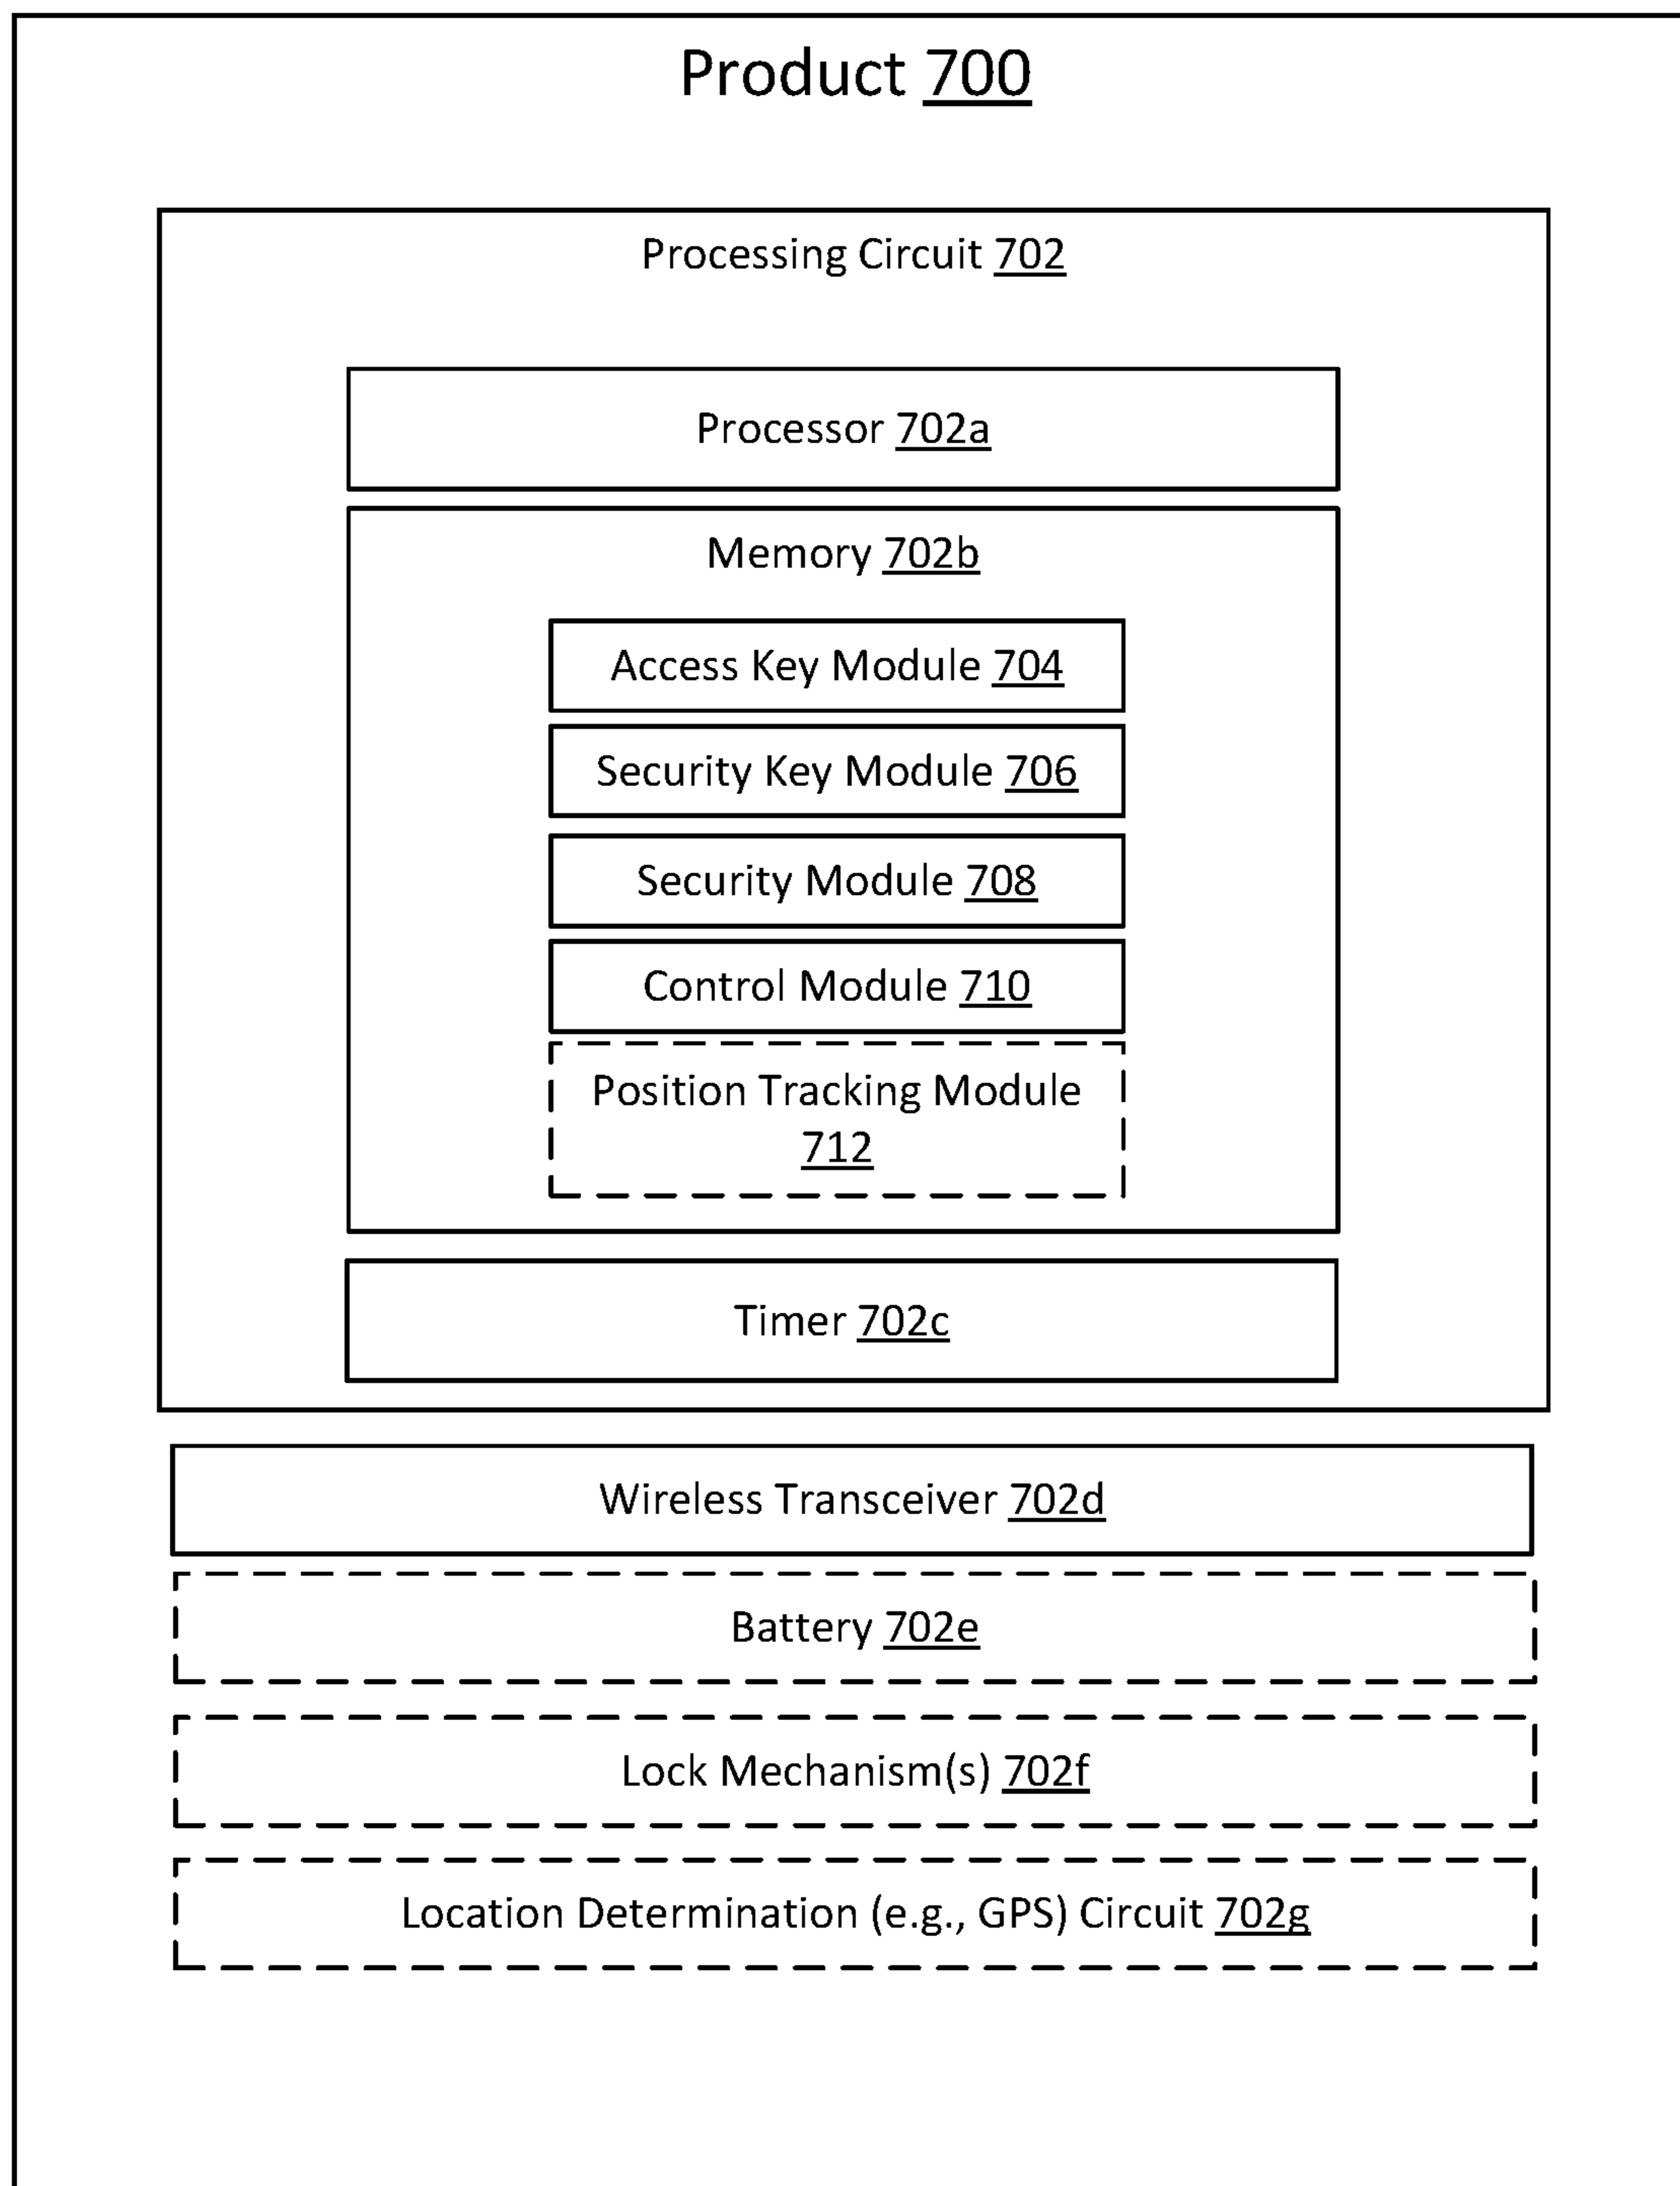 Product 700
Processing Circuit 702
Processor 702a
Memory 702b
Access Key Module 704
Security Key Module 706
Security Module 708
Control Module 710
Position Tracking Module
712
Timer 702c
Wireless Transceiver 702d
Battery 702e
Lock Mechanism(s) 702f
Location Determination (e.g., GPS) Circuit 702g